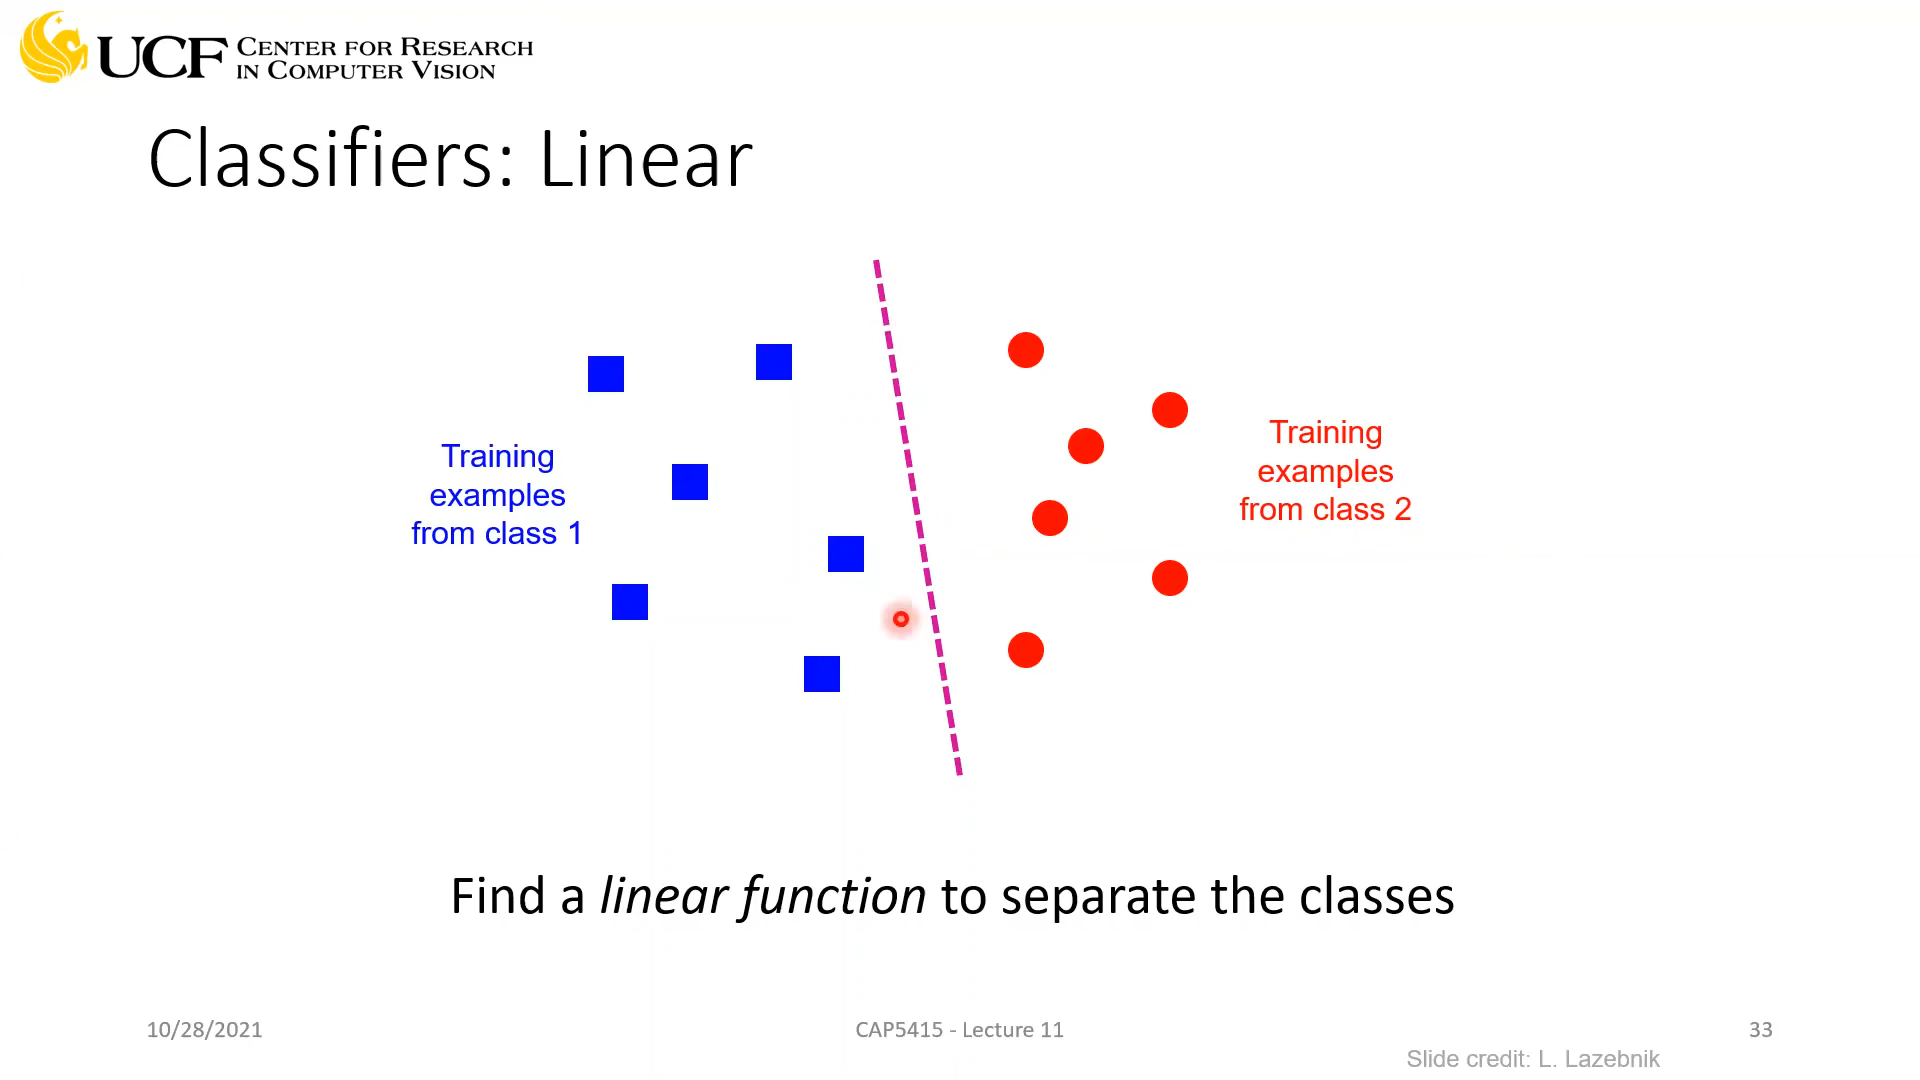 UCF CENTER FOR RESEARCH
IN COMPUTER VISION
Classifiers: Linear
Training
examples
from class 1
Training
examples
from class 2
Find a linear function to separate the classes
10/28/2021
CAP5415 - Lecture 11
33
Slide credit: L. Lazebnik